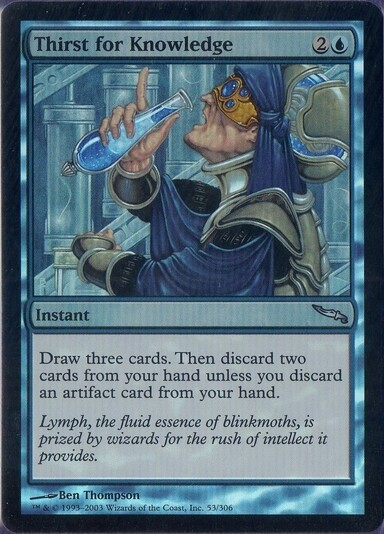 Thirst for Knowledge 2
Instant
Draw three cards. Then discard two
cards from your hand unless you discard
an artifact card from your hand.
Lymph, the fluid essence of blinkmoths, is
prized by wizards for the rush of intellect it
provides.
Ben Thompson
™ & © 1993–2003 Wizards of the Coast, Inc. 53/306